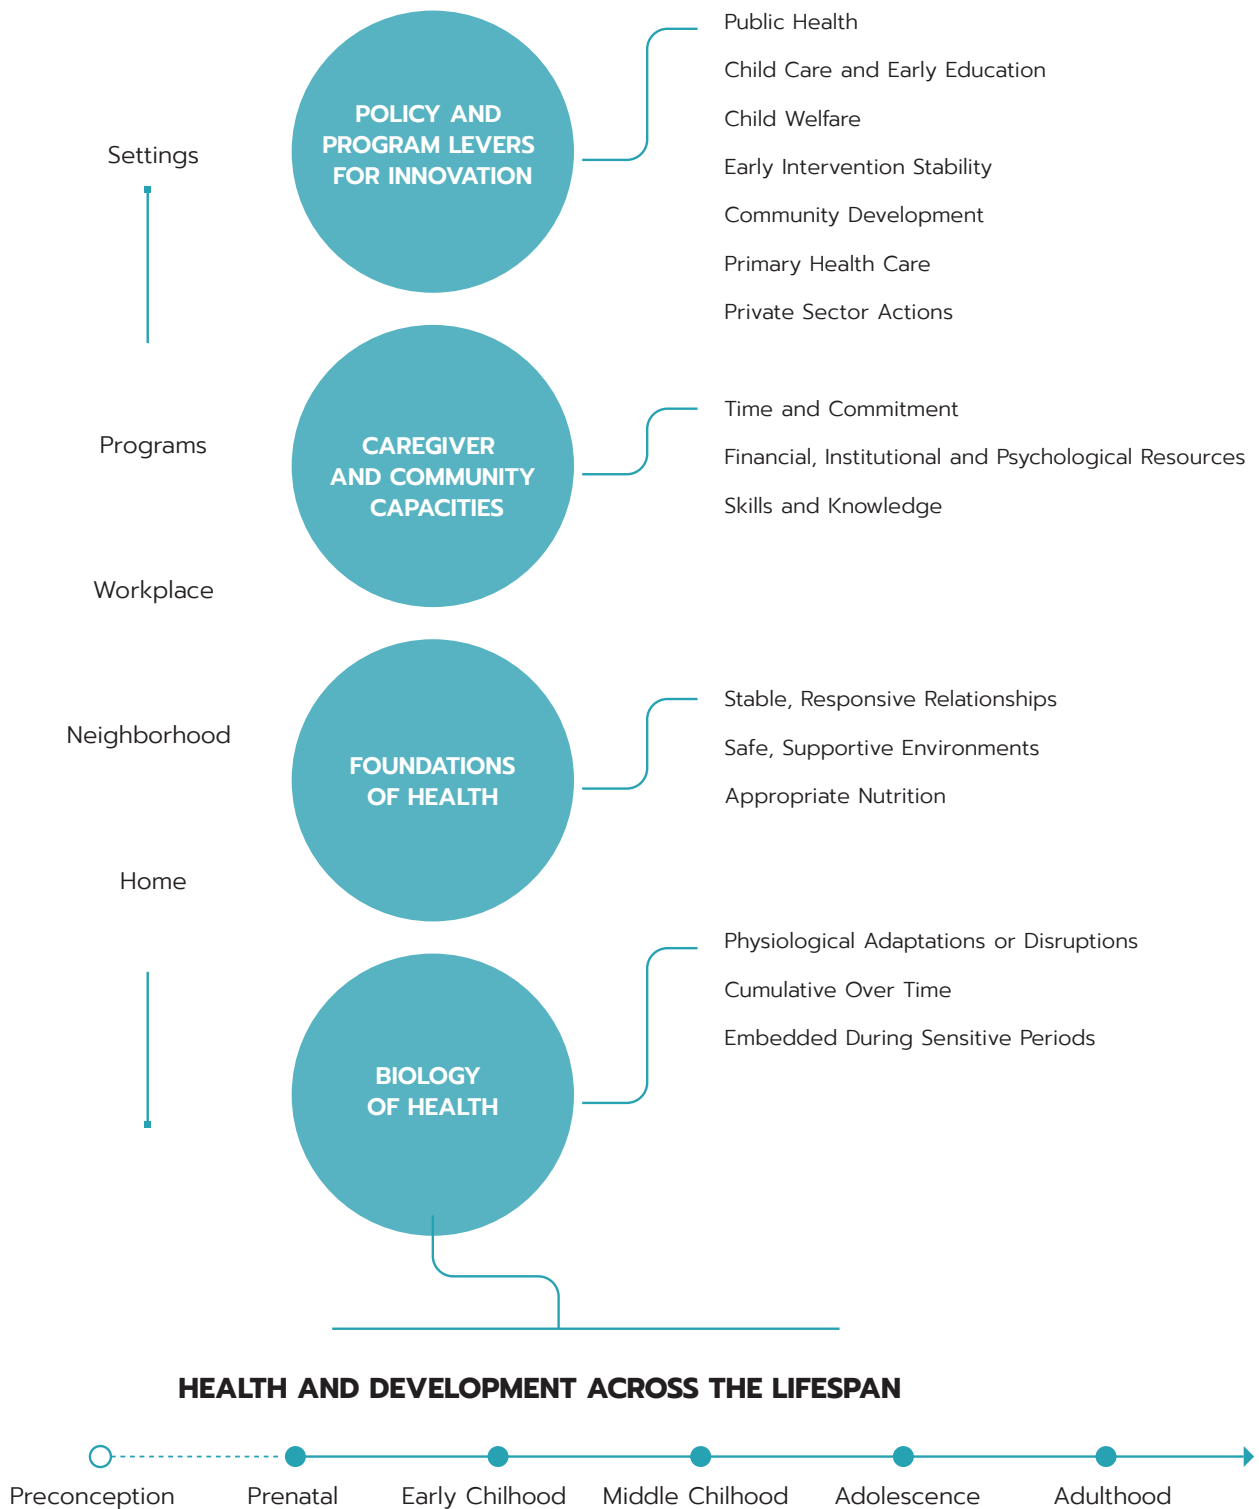 Settings
Programs
Workplace
Neighborhood
Home
POLICY AND
PROGRAM LEVERS
FOR INNOVATION
Public Health
Child Care and Early Education
Child Welfare
Early Intervention Stability
Community Development
Primary Health Care
Private Sector Actions
CAREGIVER
AND COMMUNITY
CAPACITIES
Time and Commitment
Financial, Institutional and Psychological Resources
Skills and Knowledge
FOUNDATIONS
OF HEALTH
Stable, Responsive Relationships
Safe, Supportive Environments
Appropriate Nutrition
BIOLOGY
OF HEALTH
Physiological Adaptations or Disruptions
Cumulative Over Time
Embedded During Sensitive Periods
HEALTH AND DEVELOPMENT ACROSS THE LIFESPAN
Preconception
Prenatal
Early Chilhood
Middle Chilhood
Adolescence
Adulthood